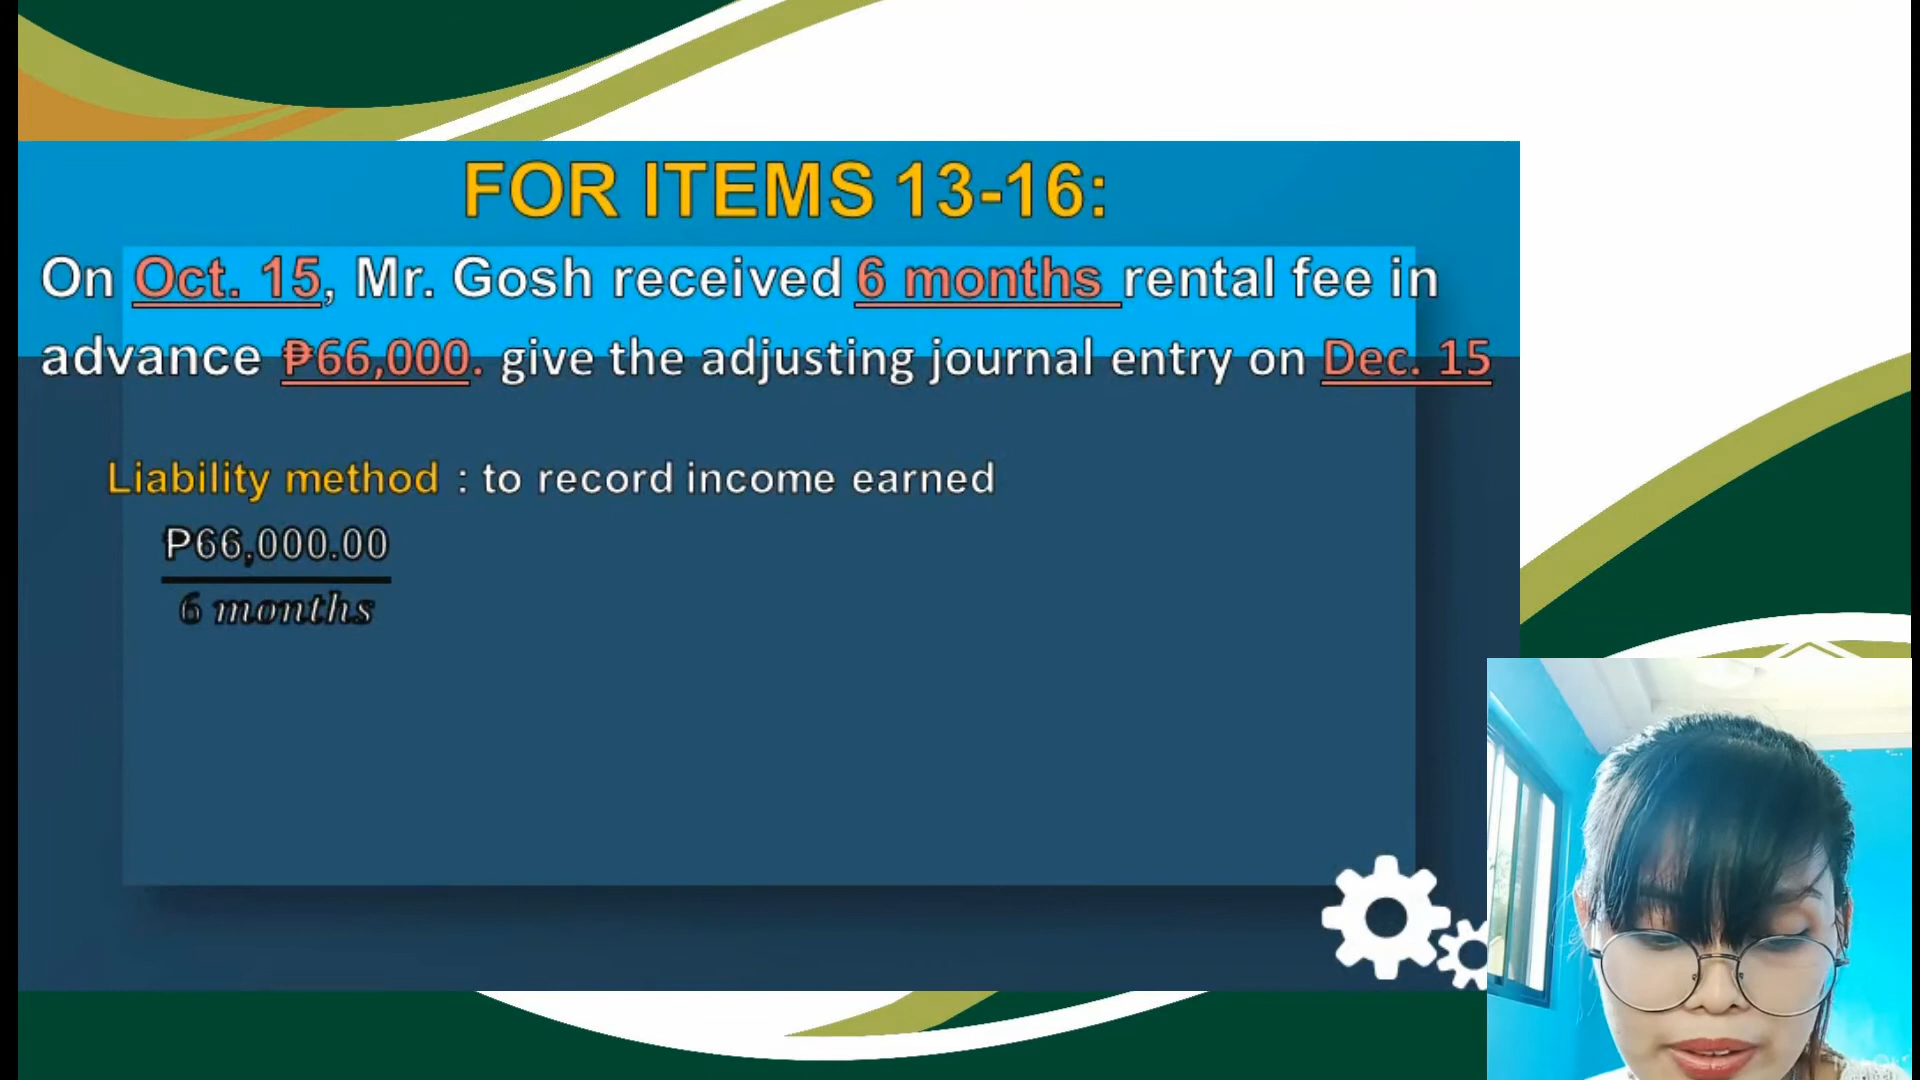 FOR ITEMS 13-16:
On Oct. 15, Mr. Gosh received 6 months rental fee in
advance ₱66,000. give the adjusting journal entry on Dec. 15
Liability method : to record income earned
P66,000.00
6 months